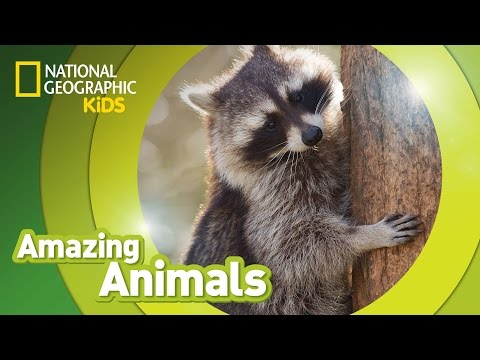 NATIONAL
GEOGRAPHIC
KiDS
Amazing
Animals